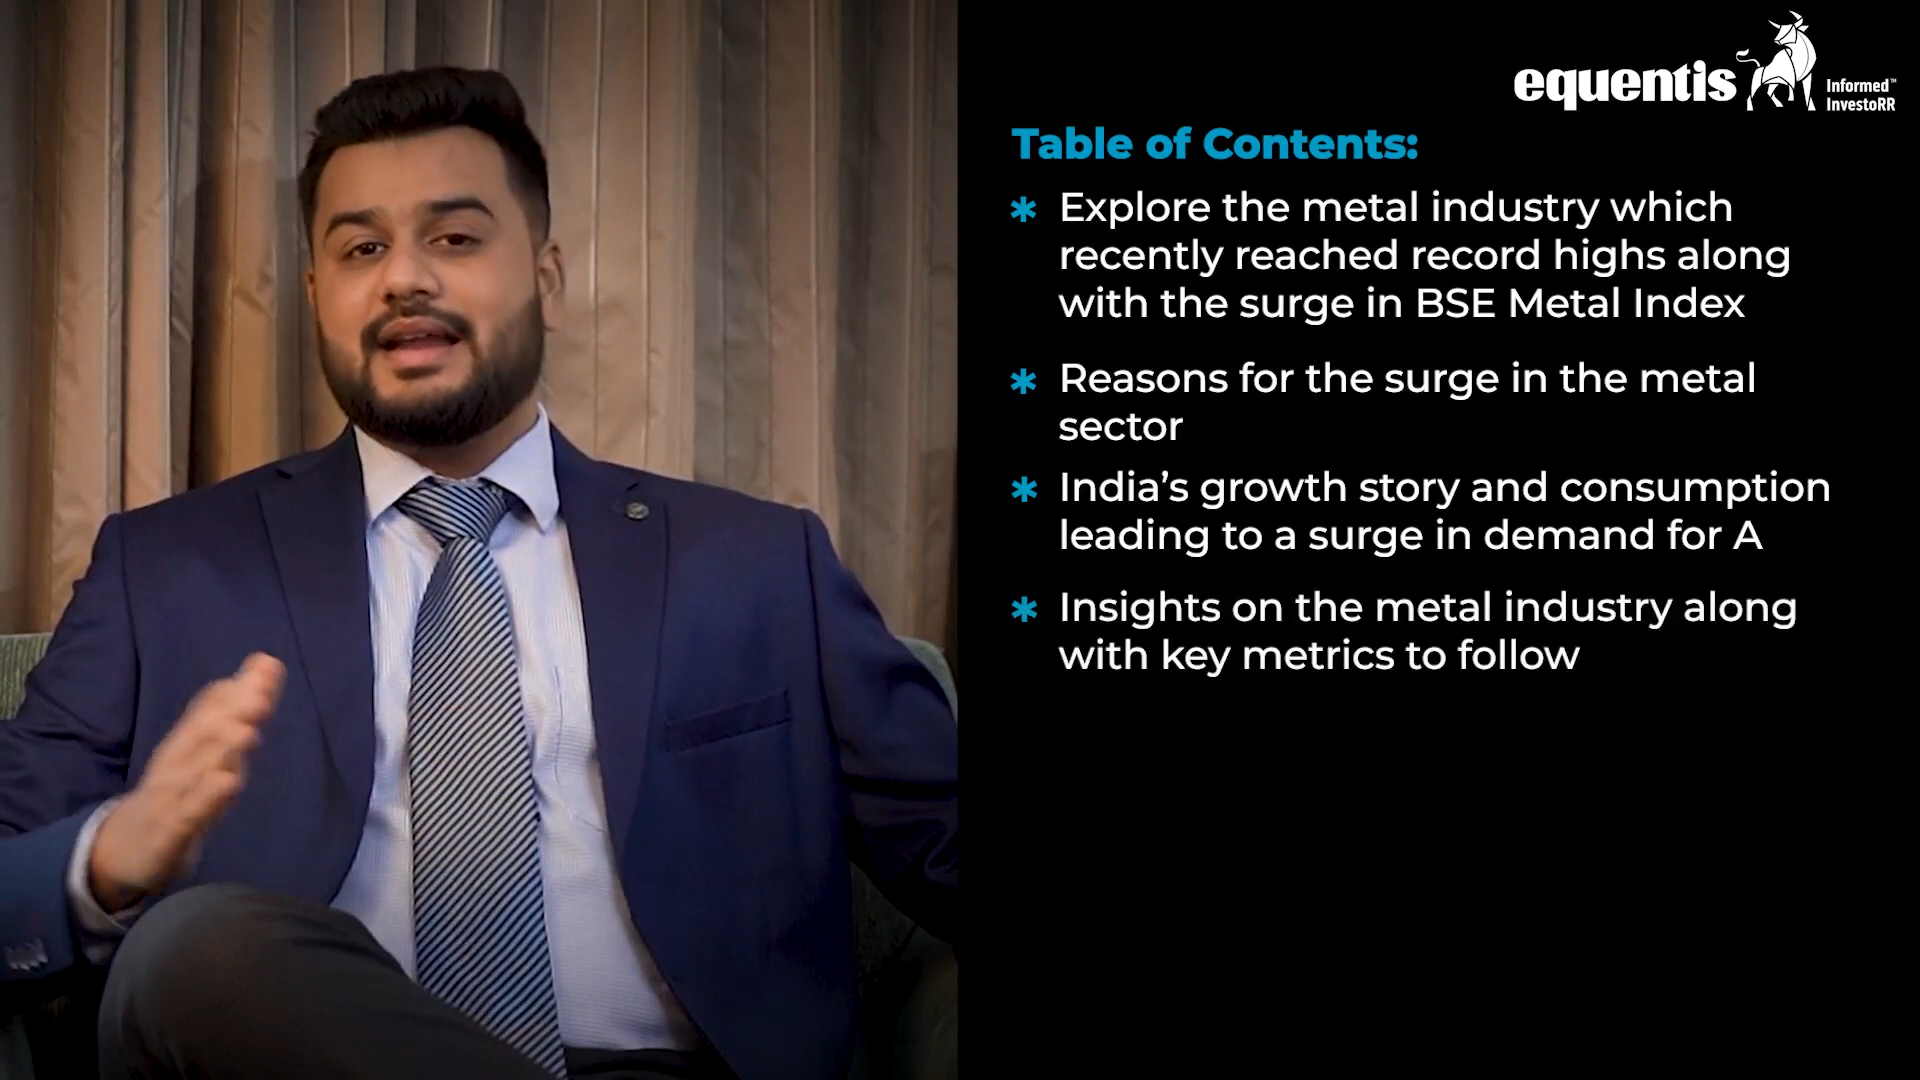 equentis
Informed™
InvestoRR
Table of Contents:
* Explore the metal industry which
recently reached record highs along
with the surge in BSE Metal Index
* Reasons for the surge in the metal
sector
* India’s growth story and consumption
leading to a surge in demand for A
* Insights on the metal industry along
with key metrics to follow